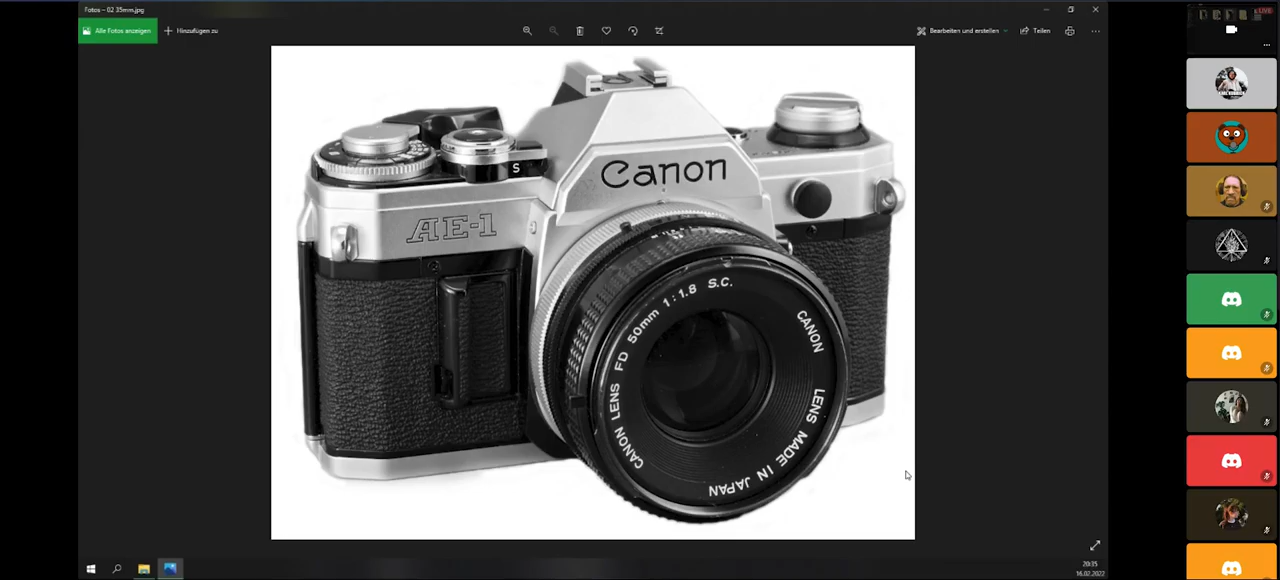 Fotos – 02 35mm.jpg
Alle Fotos anzeigen
Hinzufügen zu
Bearbeiten und erstellen
Teilen
LIVE
S
Canon
AE-1
CANON LENS FD 50mm 1:1.8 S.C.
CANON LENS MADE IN JAPAN
20:35
16.02.2022